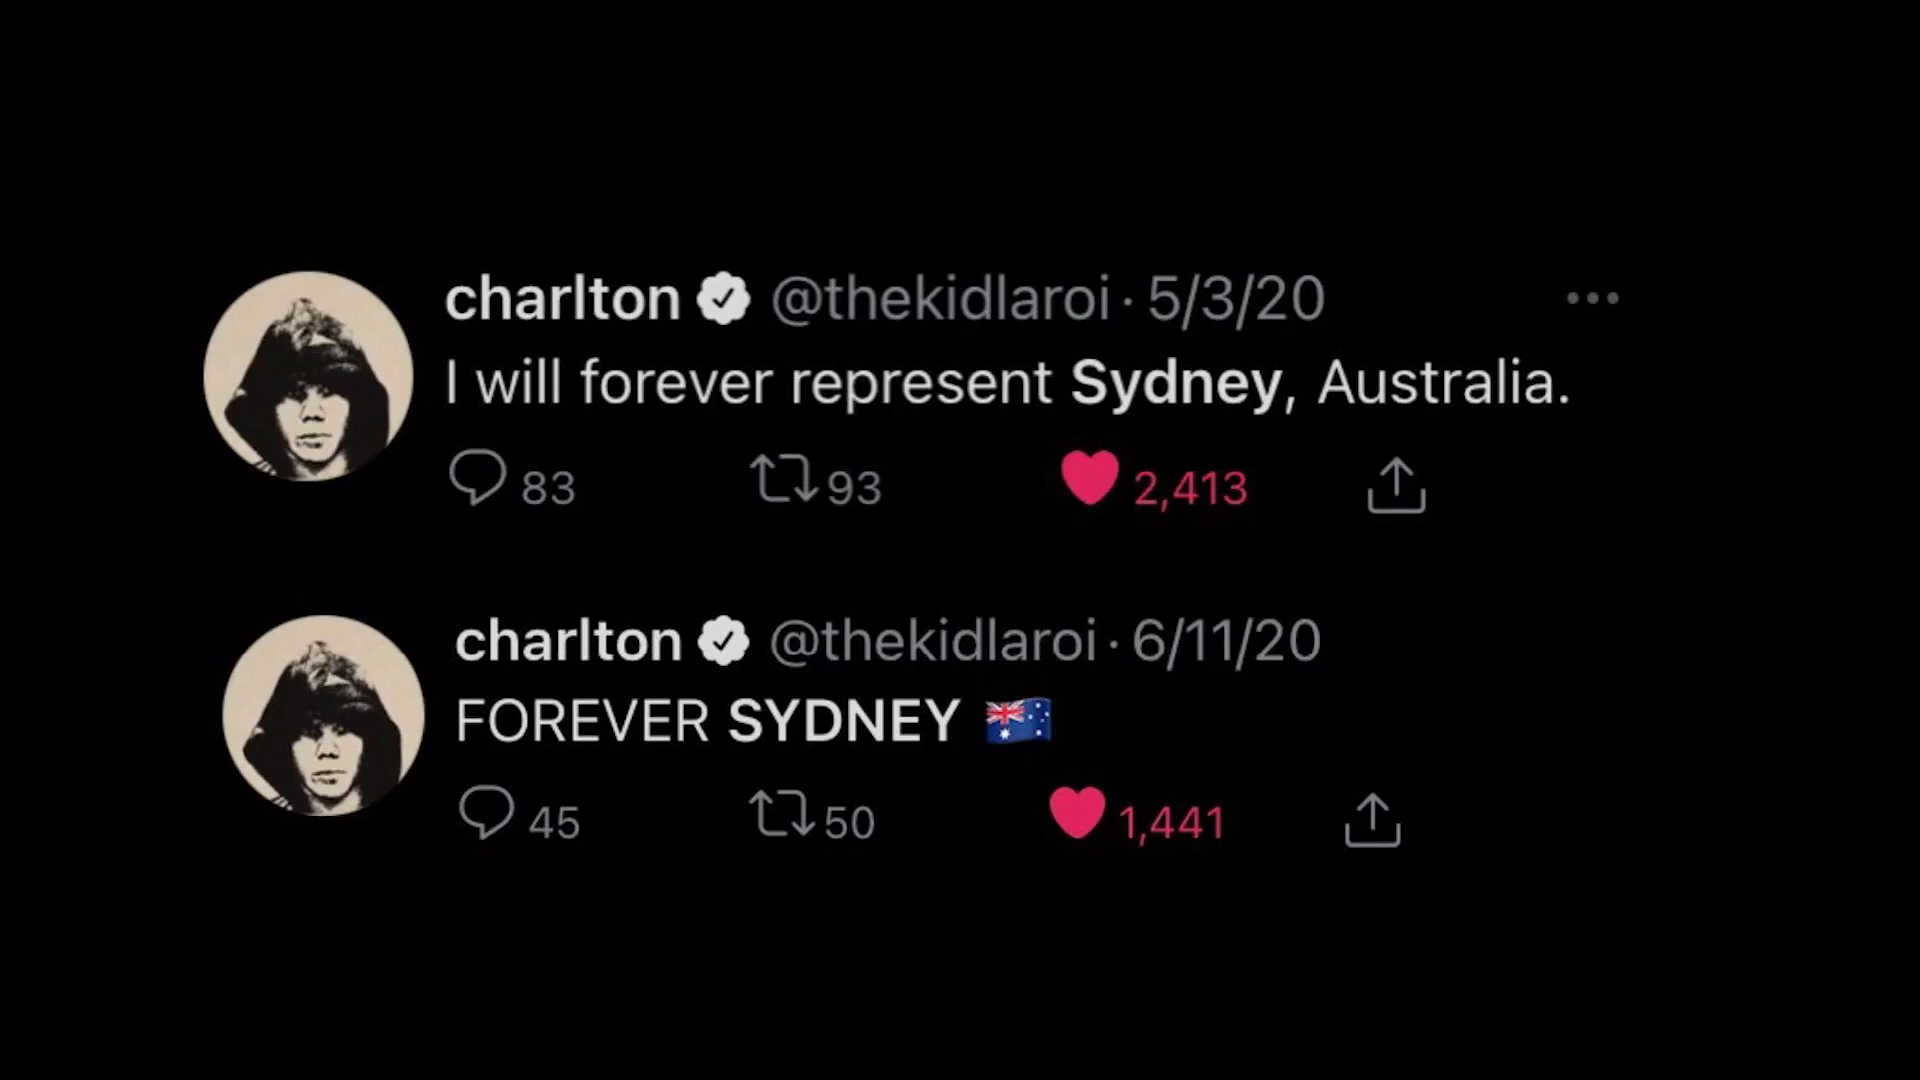 charlton @thekidlaroi · 5/3/20
I will forever represent Sydney, Australia.
83 93 2,413
charlton @thekidlaroi · 6/11/20
FOREVER SYDNEY 🇦🇺
45 50 1,441